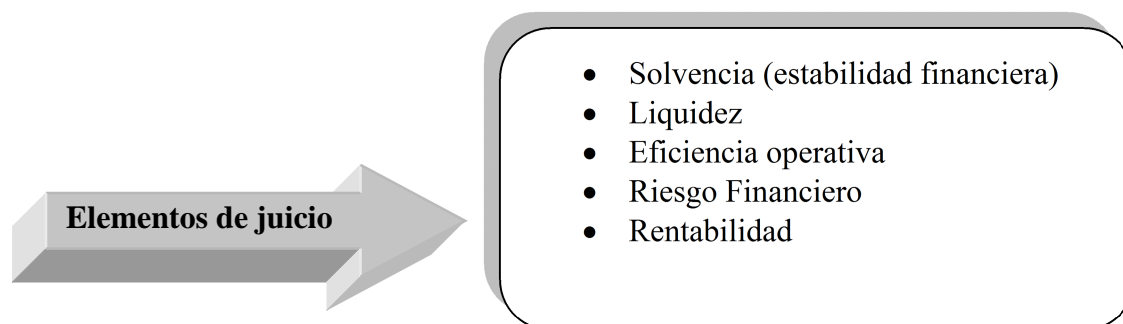 Elementos de juicio
• Solvencia (estabilidad financiera)
• Liquidez
• Eficiencia operativa
• Riesgo Financiero
• Rentabilidad